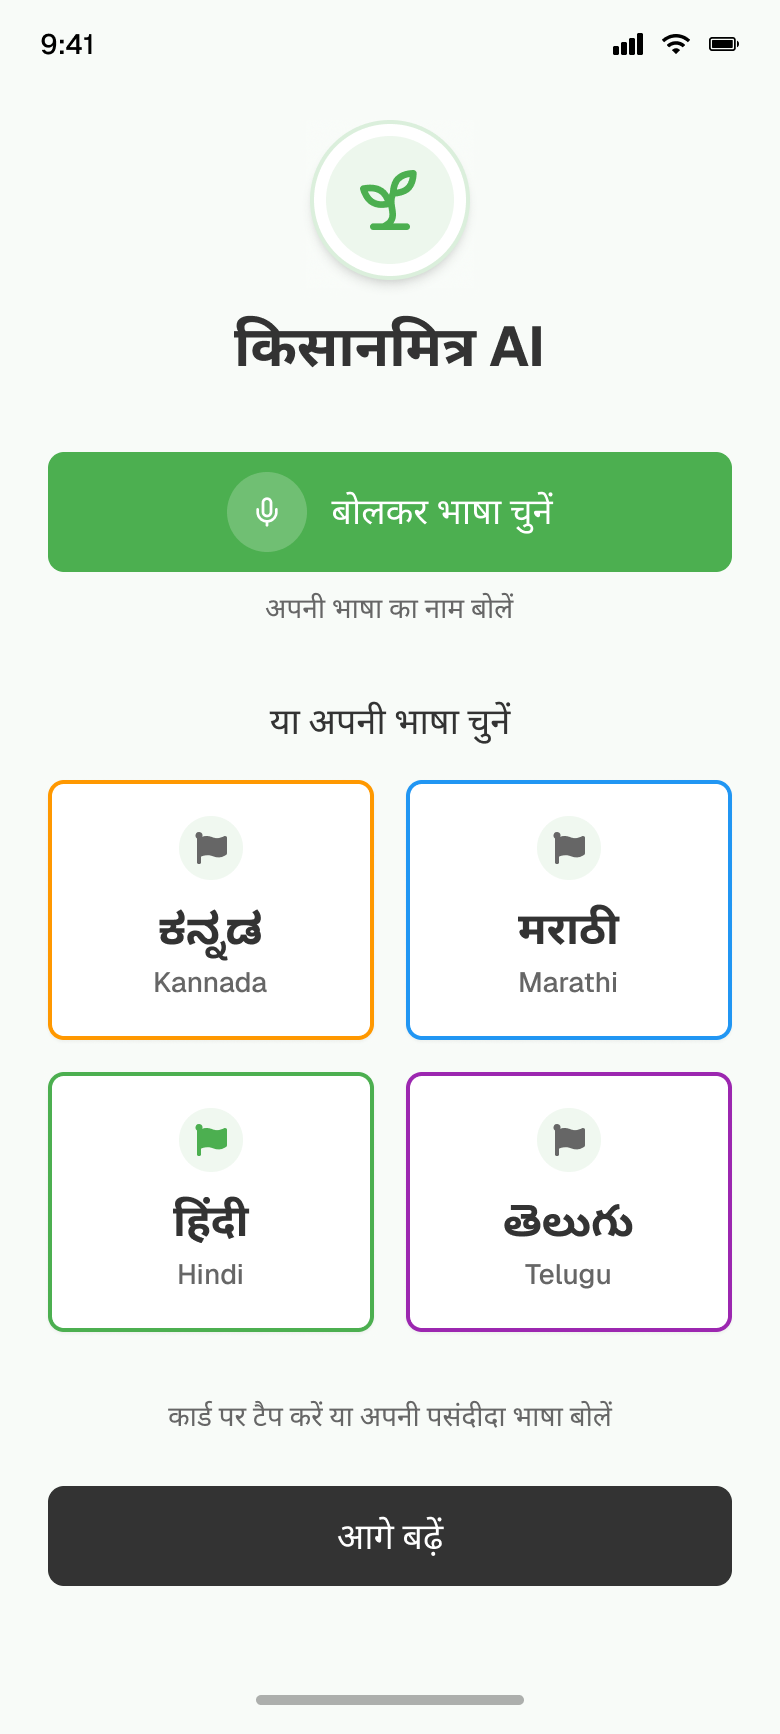 9:41
किसानमित्र AI
बोलकर भाषा चुनें
अपनी भाषा का नाम बोलें
या अपनी भाषा चुनें
ಕನ್ನಡ
Kannada
मराठी
Marathi
हिंदी
Hindi
తెలుగు
Telugu
कार्ड पर टैप करें या अपनी पसंदीदा भाषा बोलें
आगे बढ़ें